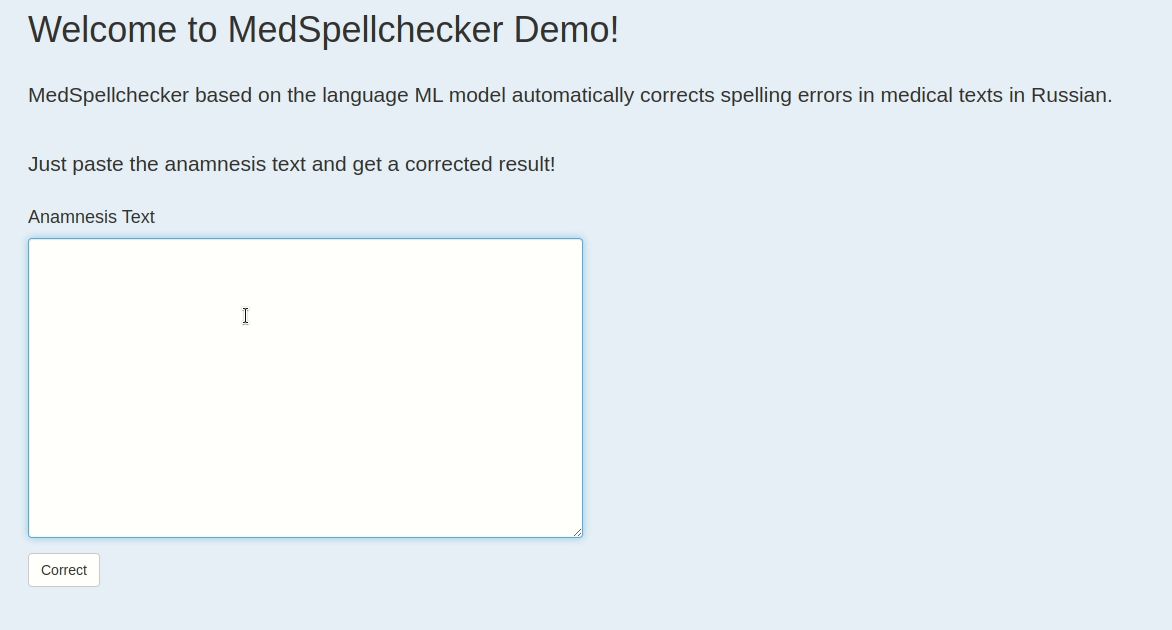 Welcome to MedSpellchecker Demo!
MedSpellchecker based on the language ML model automatically corrects spelling errors in medical texts in Russian.
Just paste the anamnesis text and get a corrected result!
Anamnesis Text
Correct